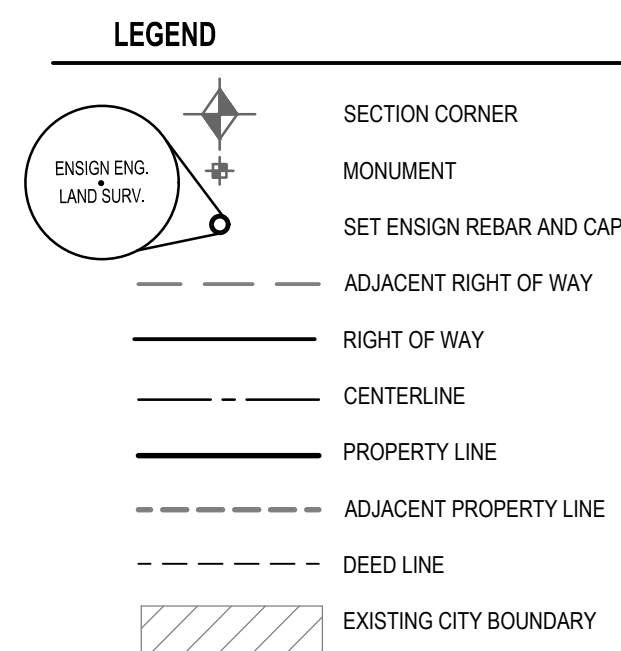 LEGEND
SECTION CORNER
ENSIGN ENG.
LAND SURV.
MONUMENT
SET ENSIGN REBAR AND CAP
ADJACENT RIGHT OF WAY
RIGHT OF WAY
CENTERLINE
PROPERTY LINE
ADJACENT PROPERTY LINE
DEED LINE
EXISTING CITY BOUNDARY